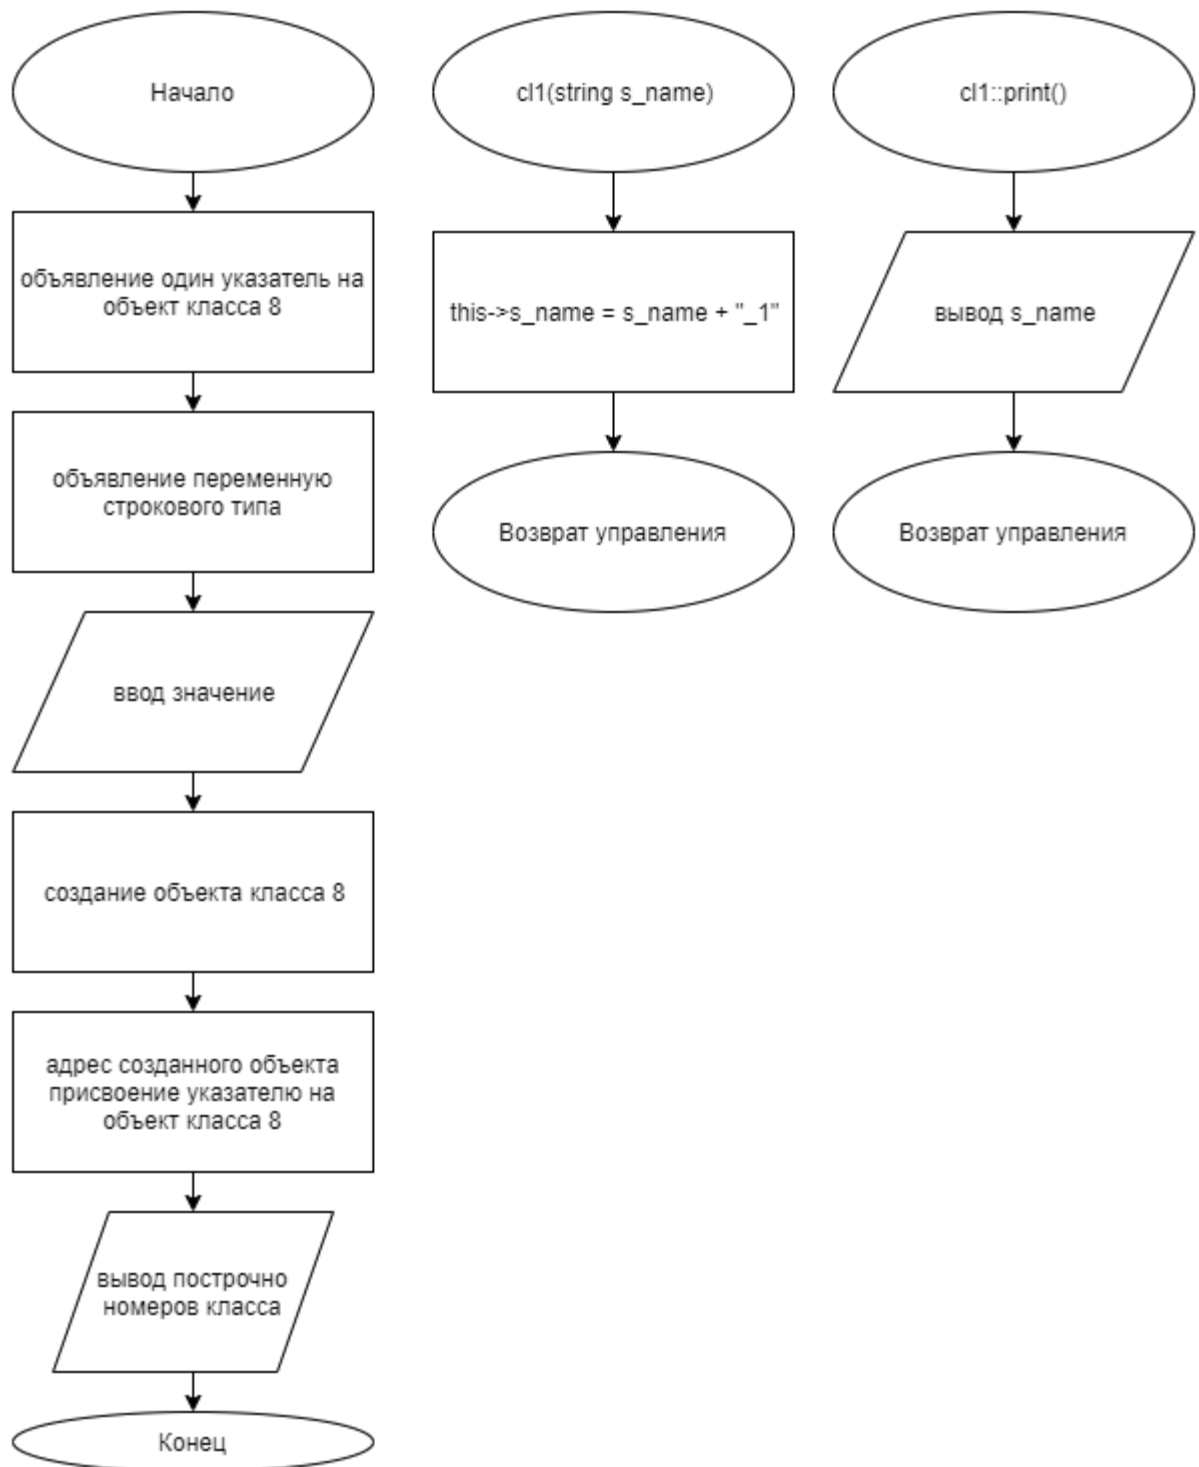 Начало
объявление один указатель на
объект класса 8
объявление переменную
строкового типа
ввод значение
создание объекта класса 8
адрес созданного объекта
присвоение указателю на
объект класса 8
вывод построчно
номеров класса
Конец
cl1(string s_name)
this->s_name = s_name + "_1"
Возврат управления
cl1::print()
вывод s_name
Возврат управления